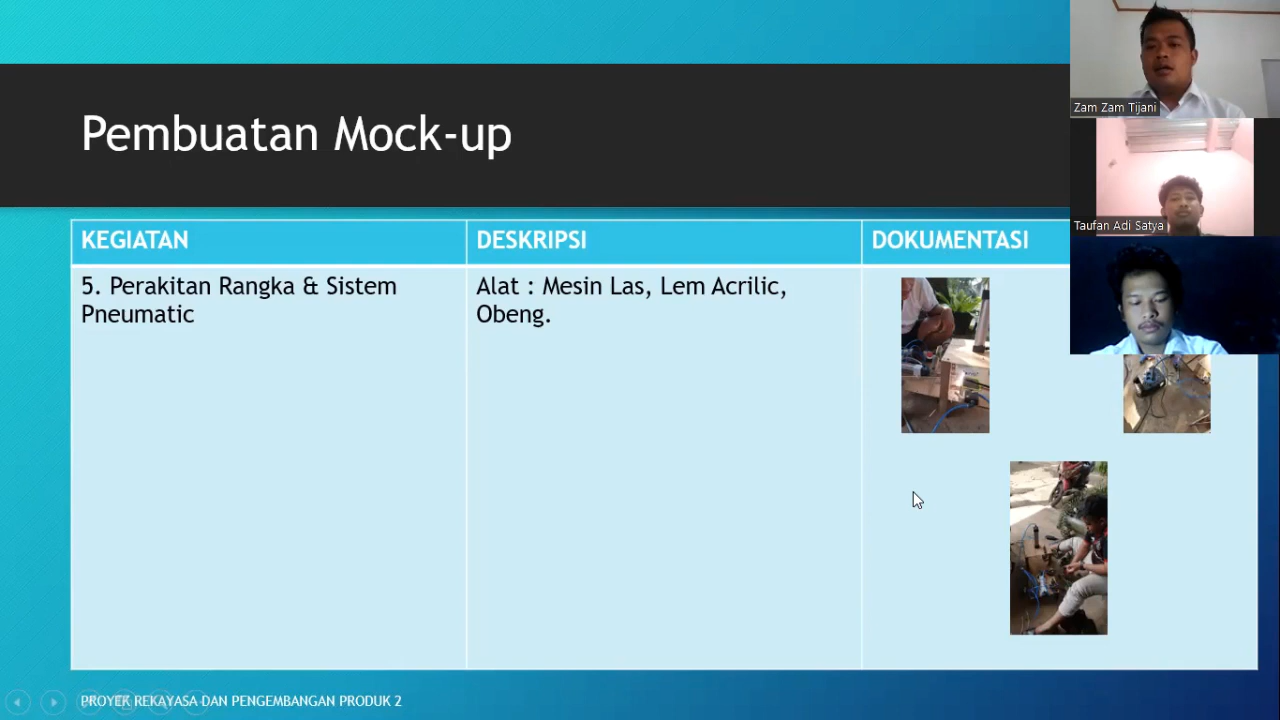 Pembuatan Mock-up
KEGIATAN
DESKRIPSI
DOKUMENTASI
5. Perakitan Rangka & Sistem
Pneumatic
Alat : Mesin Las, Lem Acrilic,
Obeng.
Zam Zam Tijani
Taufan Adi Satya
PROYEK REKAYASA DAN PENGEMBANGAN PRODUK 2